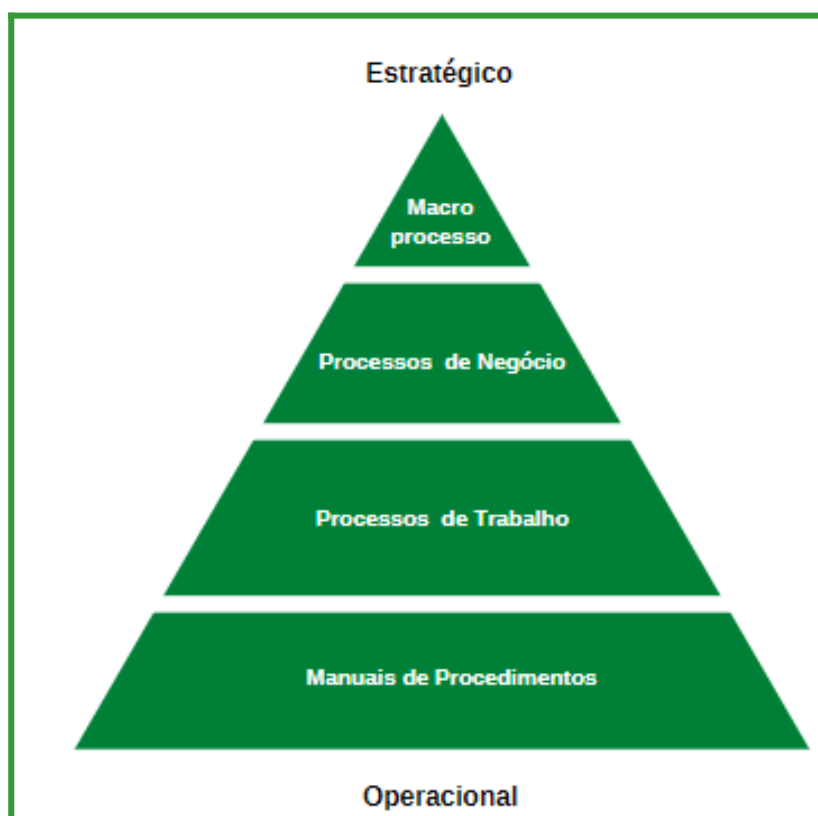 Estratégico
Macro
processo
Processos de Negócio
Processos de Trabalho
Manuais de Procedimentos
Operacional